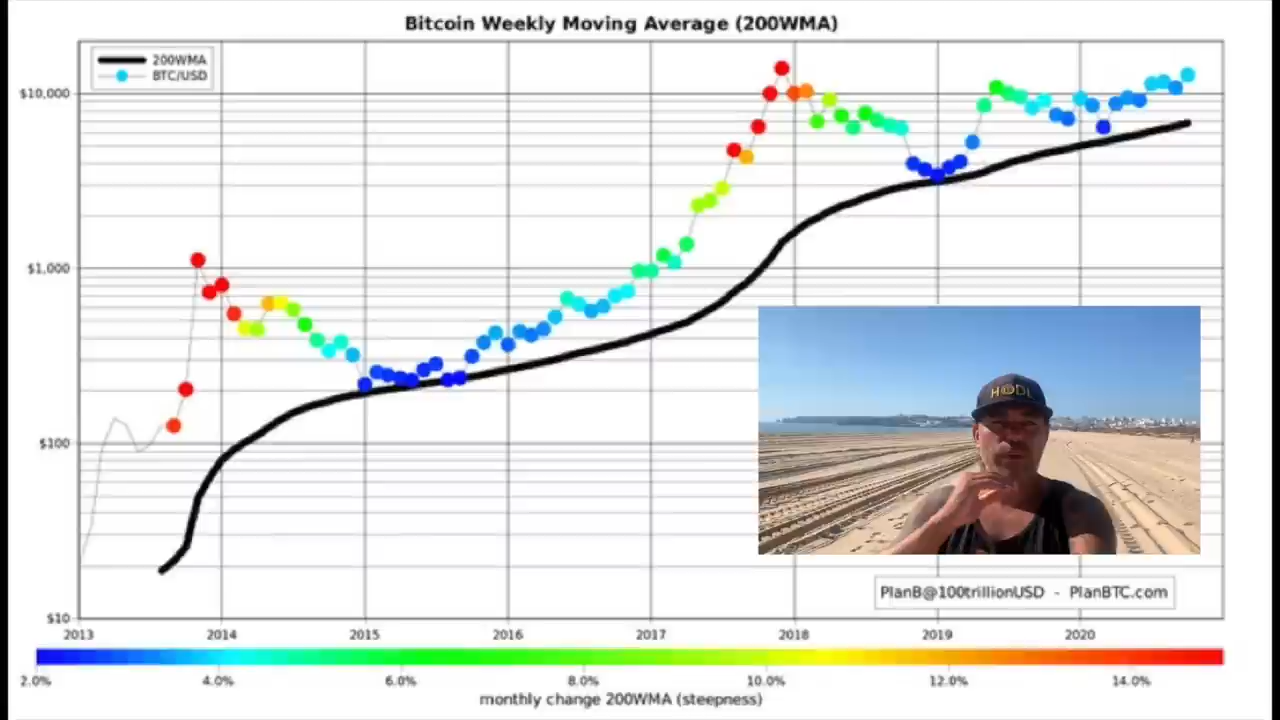 Bitcoin Weekly Moving Average (200WMA)
200WMA
BTC/USD
$10,000
$1,000
$100
$10
HODL
PlanB@100trillionUSD - PlanBTC.com
2013 2014 2015 2016 2017 2018 2019 2020
2.0% 4.0% 6.0% 8.0% 10.0% 12.0% 14.0%
monthly change 200WMA (steepness)